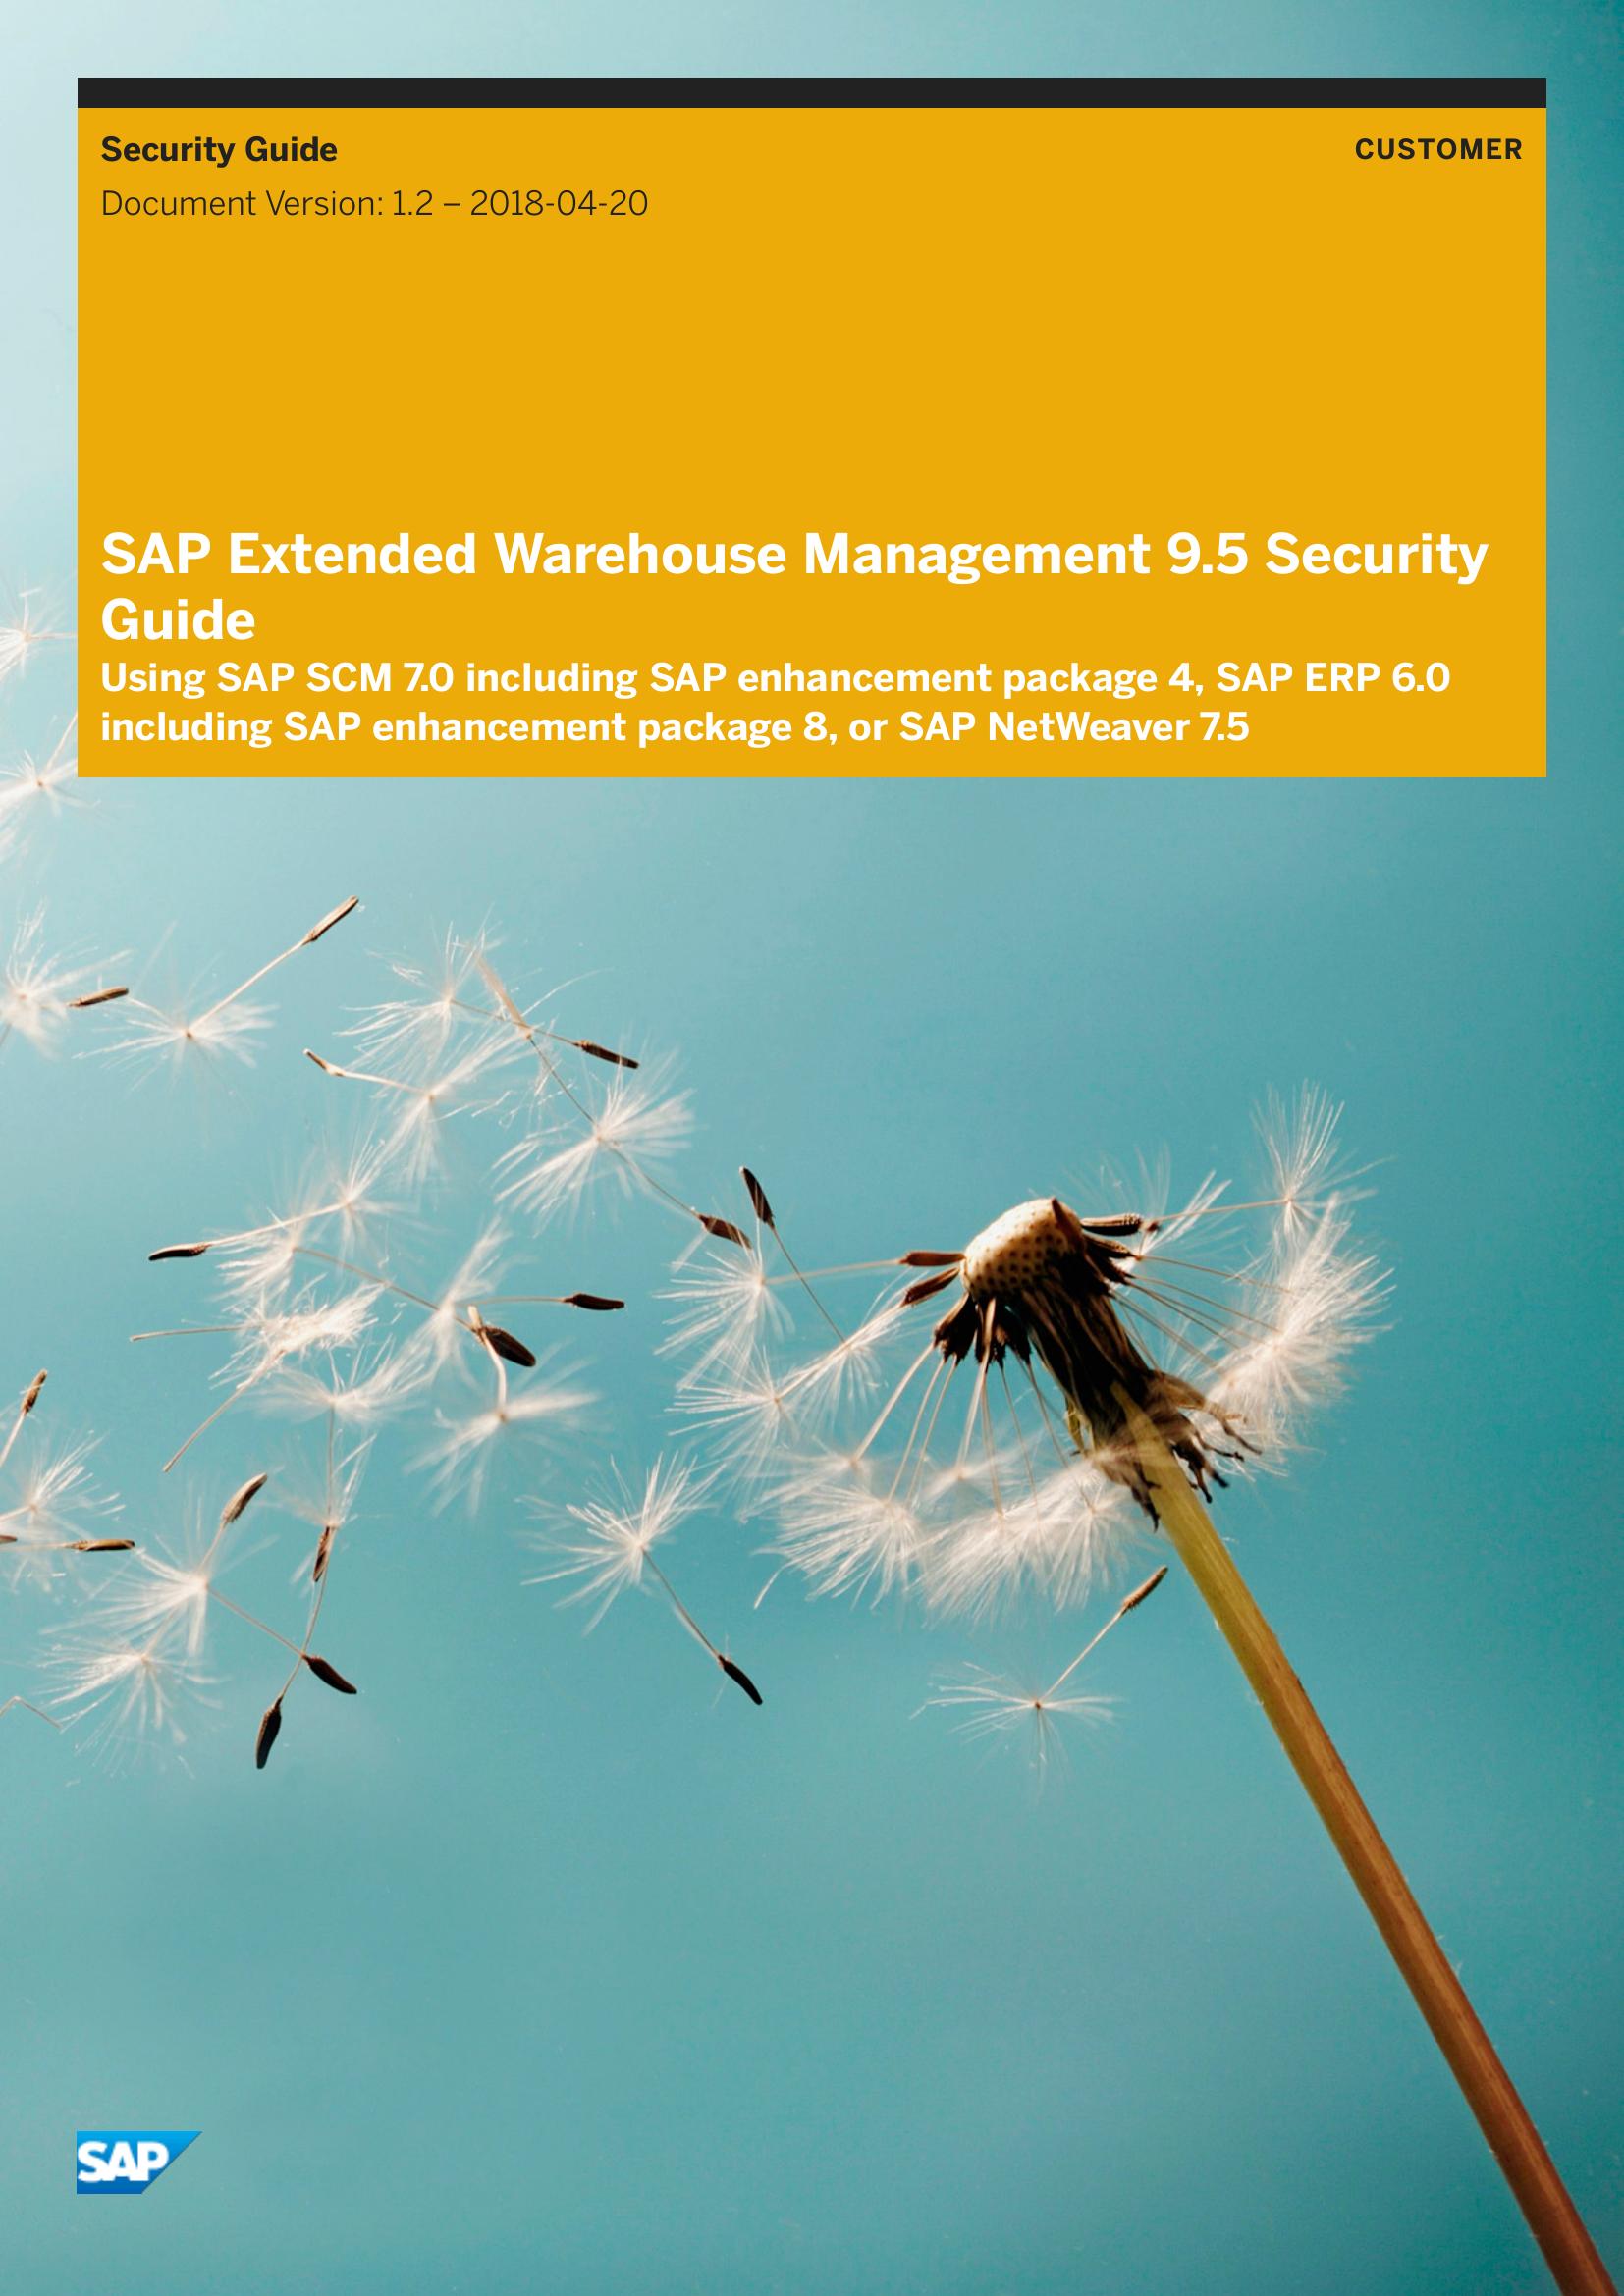 Security Guide
CUSTOMER
Document Version: 1.2 – 2018-04-20
SAP Extended Warehouse Management 9.5 Security
Guide
Using SAP SCM 7.0 including SAP enhancement package 4, SAP ERP 6.0
including SAP enhancement package 8, or SAP NetWeaver 7.5
SAP